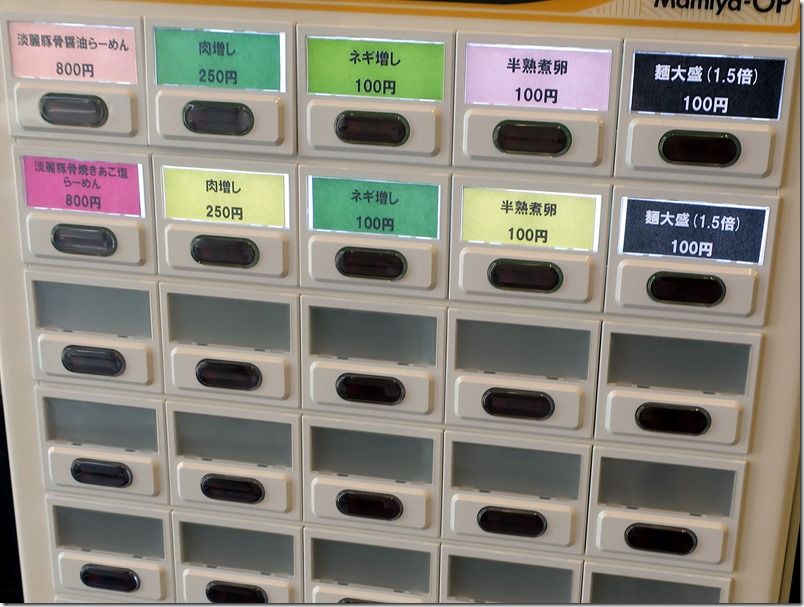 Mamiya-OP
淡麗豚骨醤油らーめん
800円
肉増し
250円
ネギ増し
100円
半熟煮卵
100円
麺大盛(1.5倍)
100円
淡麗豚骨焼きあご塩
らーめん
800円
肉増し
250円
ネギ増し
100円
半熟煮卵
100円
麺大盛(1.5倍)
100円